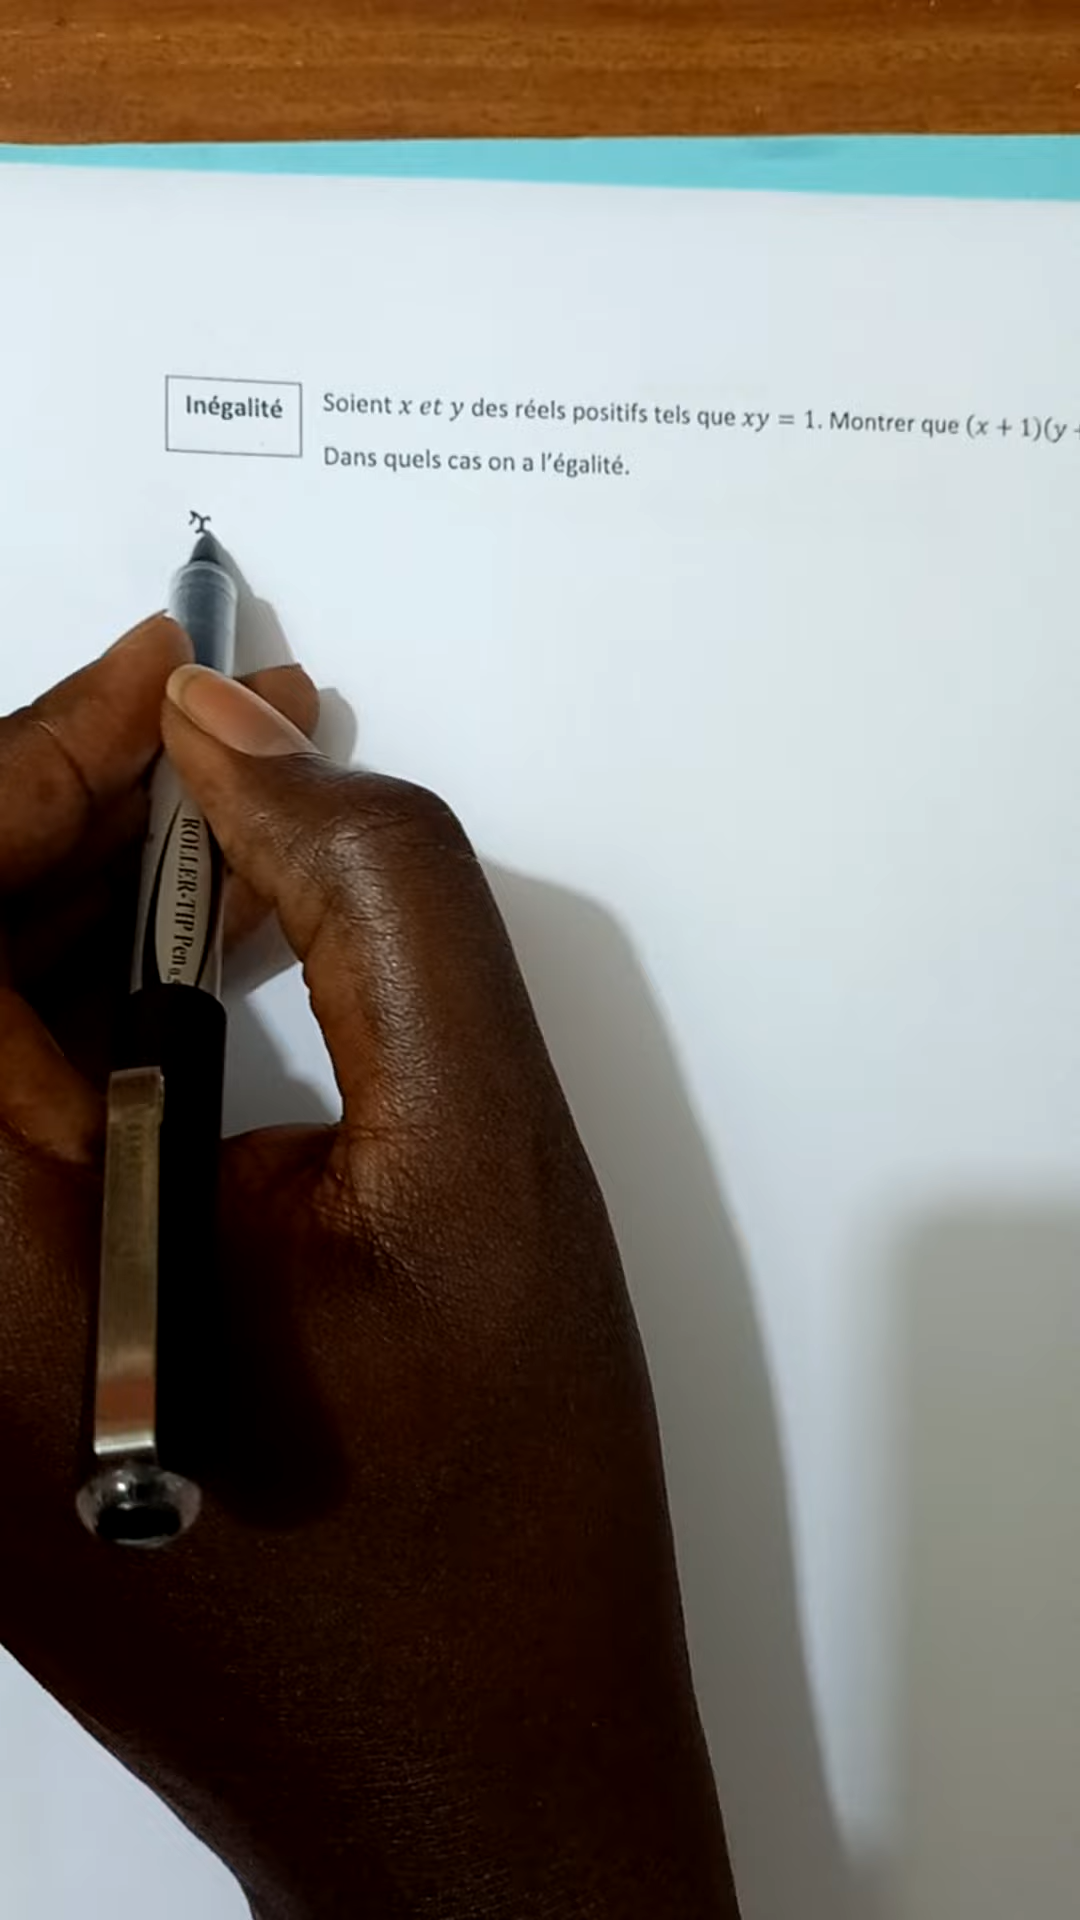 Inégalité
Soient x et y des réels positifs tels que xy = 1. Montrer que (x + 1)(y
Dans quels cas on a l'égalité.
x
ROLLER-TIP Pen